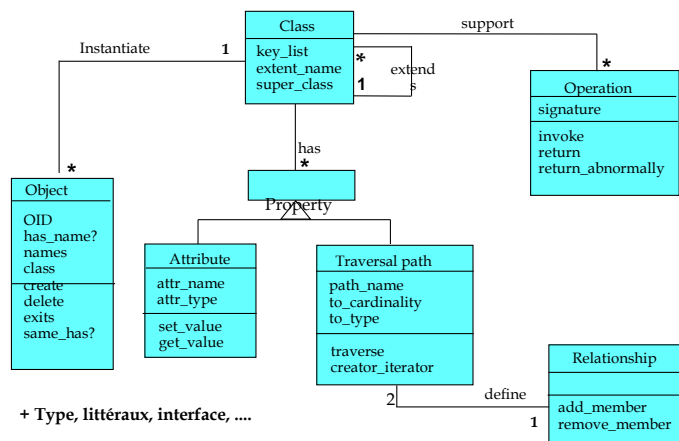 Class
key_list
extent_name
super_class
Instantiate
1
*
*
1
extend
s
support
*
Operation
signature
invoke
return
return_abnormally
has
*
Property
Object
OID
has_name?
names
class
create
delete
exits
same_has?
Attribute
attr_name
attr_type
set_value
get_value
Traversal path
path_name
to_cardinality
to_type
traverse
creator_iterator
2
define
1
Relationship
add_member
remove_member
+ Type, littéraux, interface, ....